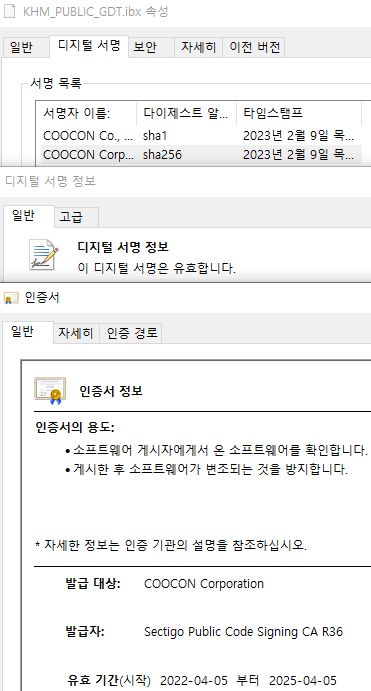 KHM_PUBLIC_GDT.ibx 속성
일반 디지털 서명 보안 자세히 이전 버전
서명 목록
서명자 이름: 다이제스트 알... 타임스탬프
COOCON Co., ... sha1 2023년 2월 9일 목...
COOCON Corp... sha256 2023년 2월 9일 목...
디지털 서명 정보
일반 고급
디지털 서명 정보
이 디지털 서명은 유효합니다.
인증서
일반 자세히 인증 경로
인증서 정보
인증서의 용도:
• 소프트웨어 게시자에게서 온 소프트웨어를 확인합니다.
• 게시한 후 소프트웨어가 변조되는 것을 방지합니다.
* 자세한 정보는 인증 기관의 설명을 참조하십시오.
발급 대상: COOCON Corporation
발급자: Sectigo Public Code Signing CA R36
유효 기간(시작) 2022-04-05 부터 2025-04-05